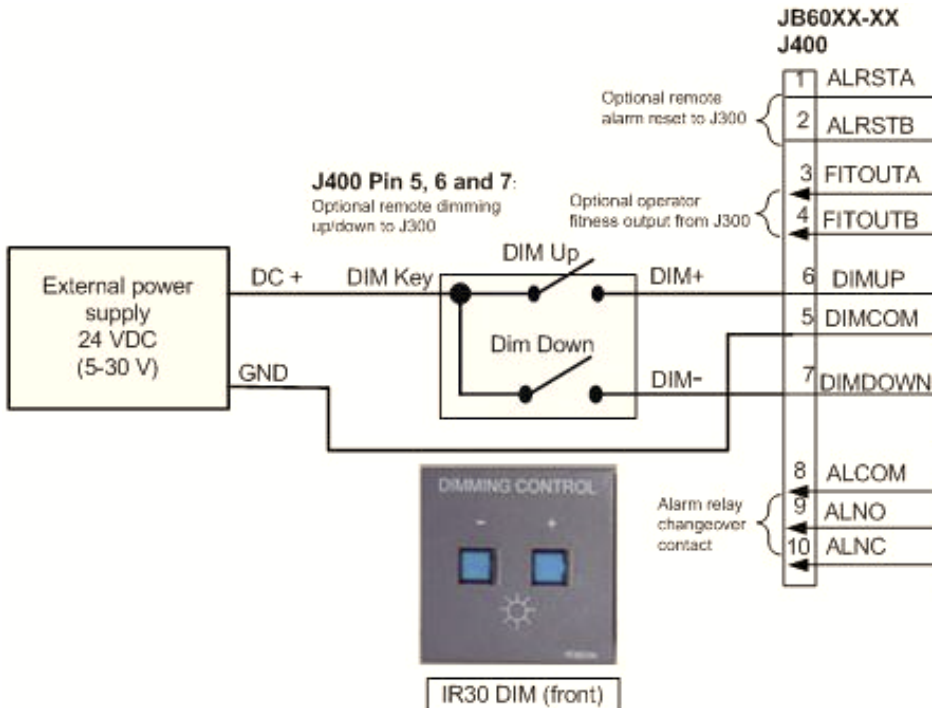 JB60XX-XX
J400
1 ALRSTA
Optional remote
alarm reset to J300
2 ALRSTB
J400 Pin 5, 6 and 7:
Optional remote dimming
up/down to J300
3 FITOUTA
Optional operator
fitness output from J300
4 FITOUTB
External power
supply
24 VDC
(5-30 V)
DC +
DIM Key
DIM Up
DIM+
6 DIMUP
5 DIMCOM
Dim Down
GND
DIM-
7 DIMDOWN
8 ALCOM
Alarm relay
changeover
contact
9 ALNO
10 ALNC
DIMMING CONTROL
- +
IR30 DIM (front)